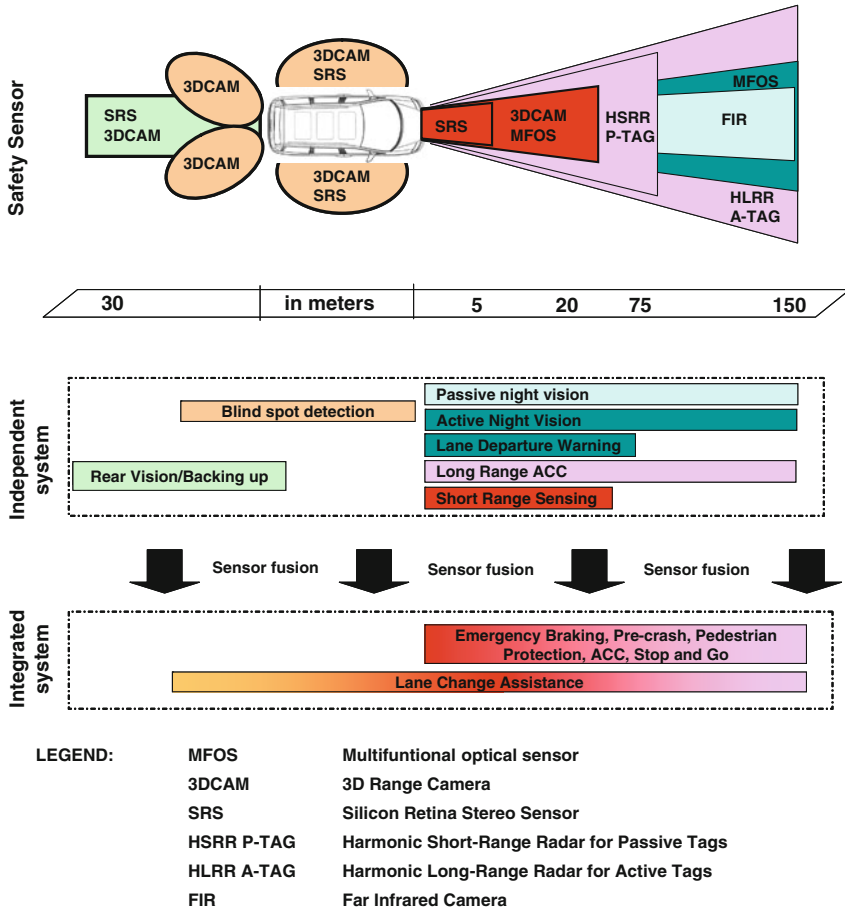 Safety Sensor
3DCAM
SRS
3DCAM
3DCAM
3DCAM
SRS
3DCAM
SRS
SRS
3DCAM
MFOS
HSRR
P-TAG
MFOS
FIR
HLRR
A-TAG
30 in meters 5 20 75 150
Independent
system
Passive night vision
Blind spot detection
Active Night Vision
Lane Departure Warning
Rear Vision/Backing up
Long Range ACC
Short Range Sensing
Sensor fusion Sensor fusion Sensor fusion
Integrated
system
Emergency Braking, Pre-crash, Pedestrian
Protection, ACC, Stop and Go
Lane Change Assistance
LEGEND: MFOS Multifuntional optical sensor
3DCAM 3D Range Camera
SRS Silicon Retina Stereo Sensor
HSRR P-TAG Harmonic Short-Range Radar for Passive Tags
HLRR A-TAG Harmonic Long-Range Radar for Active Tags
FIR Far Infrared Camera